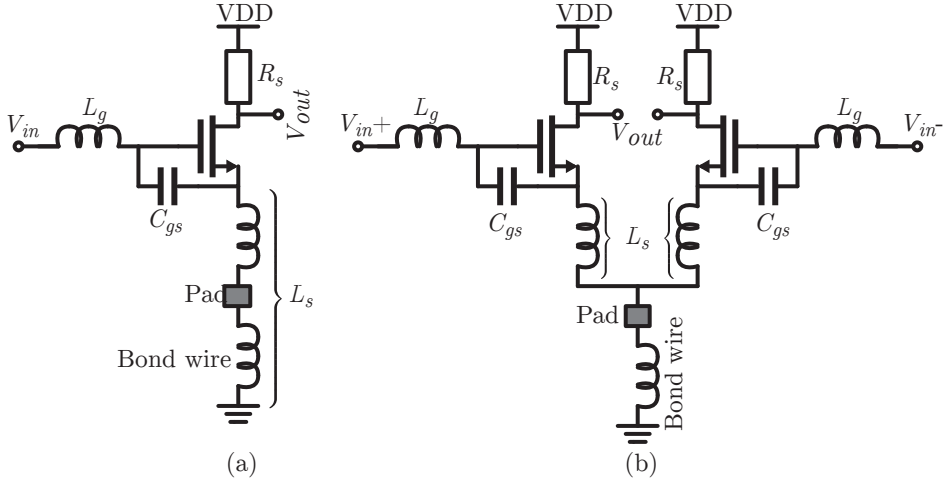 VDD
R_s
V_out
L_g
V_in
C_gs
Pad
L_s
Bond wire
(a)
VDD
VDD
R_s
R_s
V_in+
L_g
V_out
L_g
V_in-
C_gs
L_s
C_gs
Pad
Bond wire
(b)